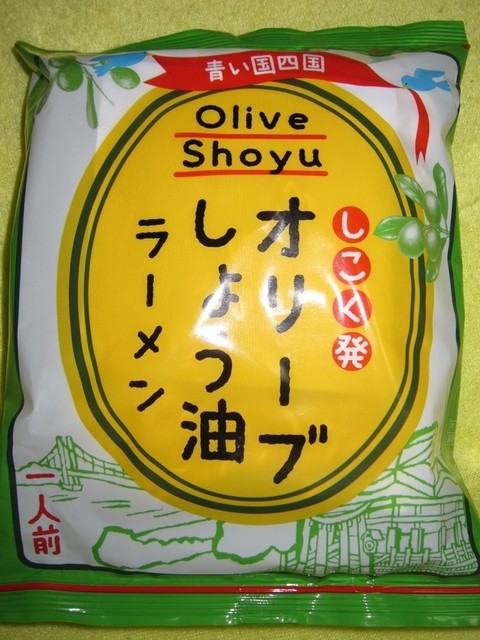 青い国四国
Olive
Shoyu
しこく発
オリーブ
しょうゆ油
ラーメン
一人前